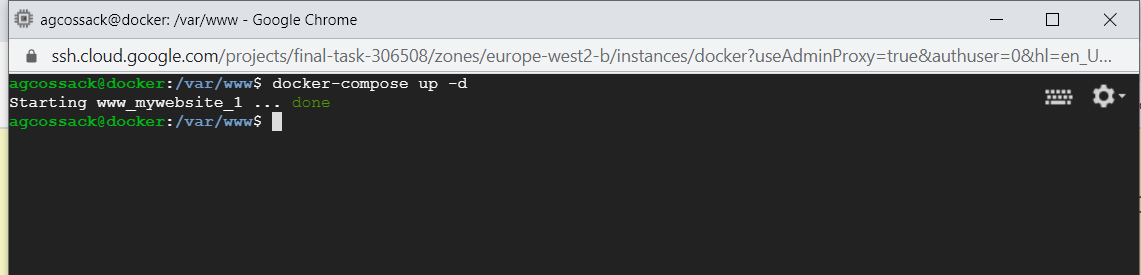 agcossack@docker: /var/www - Google Chrome
ssh.cloud.google.com/projects/final-task-306508/zones/europe-west2-b/instances/docker?useAdminProxy=true&authuser=0&hl=en_U...
agcossack@docker:/var/www$ docker-compose up -d
Starting www_mywebsite_1 ... done
agcossack@docker:/var/www$